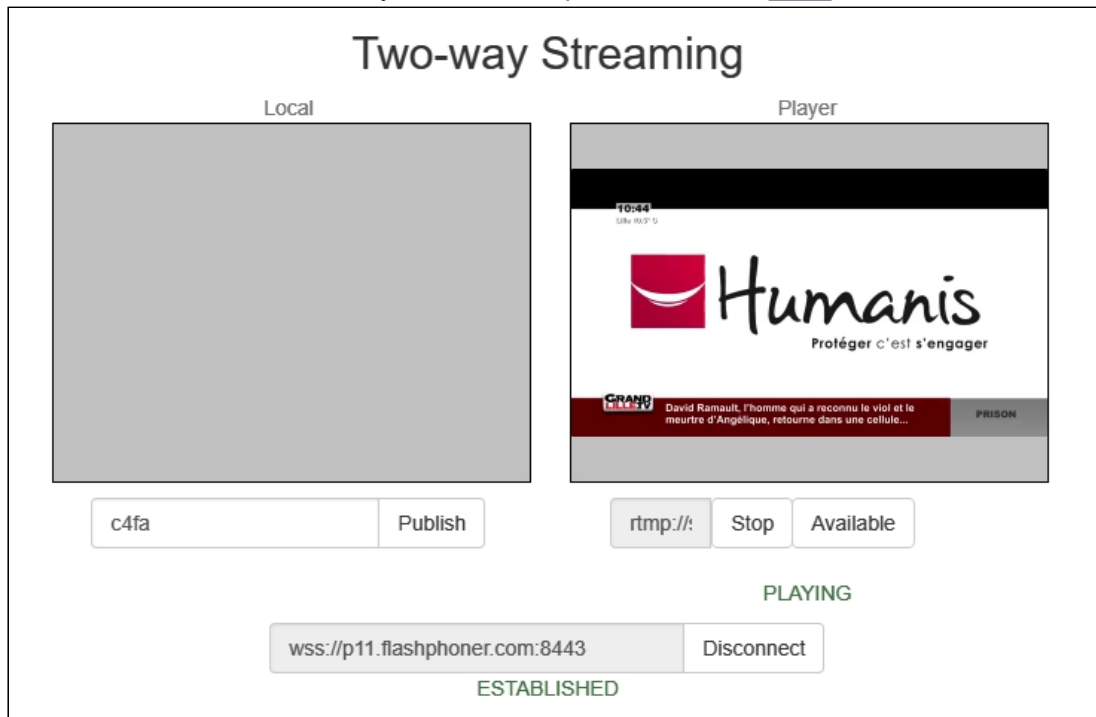 Two-way Streaming
Local
Player
10:44
Humanis
Protéger c'est s'engager
GRAND
LILLE TV
David Ramault, l'homme qui a reconnu le viol et le
meurtre d'Angélique, retourne dans une cellule...
PRISON
c4fa
Publish
rtmp://
Stop
Available
PLAYING
wss://p11.flashphoner.com:8443
Disconnect
ESTABLISHED